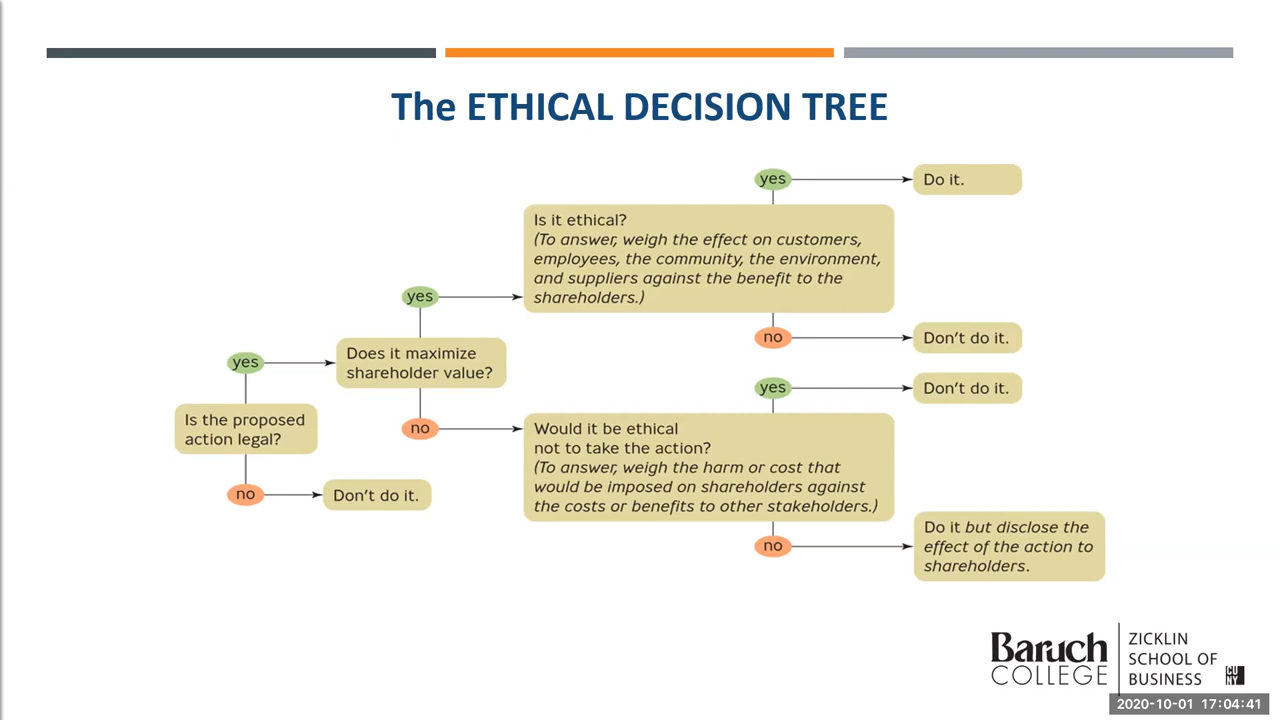 The ETHICAL DECISION TREE
yes
Do it.
Is it ethical?
(To answer, weigh the effect on customers,
employees, the community, the environment,
and suppliers against the benefit to the
shareholders.)
yes
no
Don't do it.
yes
Does it maximize
shareholder value?
yes
Don't do it.
Is the proposed
action legal?
no
Would it be ethical
not to take the action?
(To answer, weigh the harm or cost that
would be imposed on shareholders against
the costs or benefits to other stakeholders.)
no
Don't do it.
no
Do it but disclose the
effect of the action to
shareholders.
Baruch
COLLEGE
ZICKLIN
SCHOOL OF
BUSINESS
CU
NY
2020-10-01 17:04:41